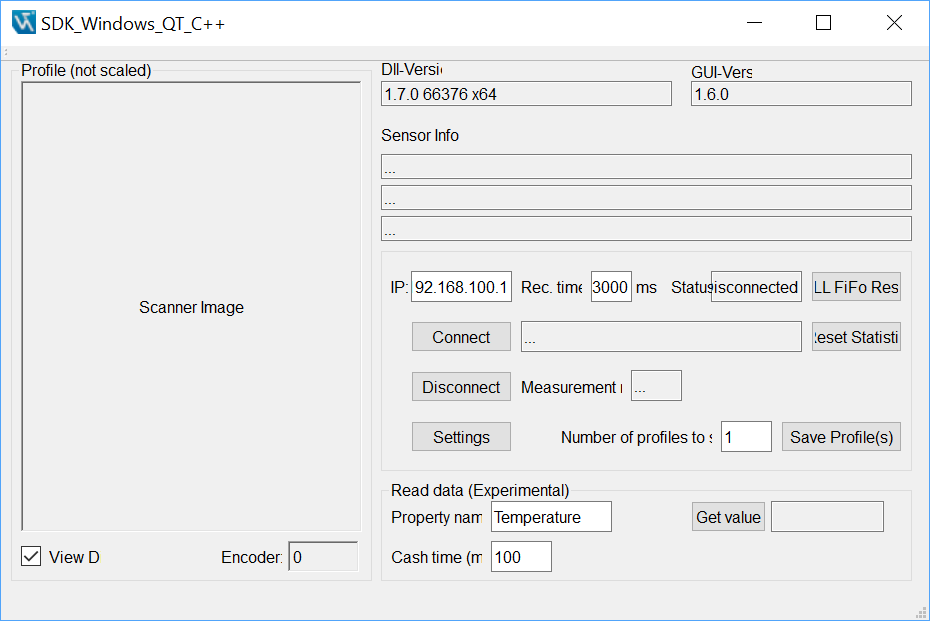 SDK_Windows_QT_C++
Profile (not scaled)
Scanner Image
View D
Encoder:
0
Dll-Versi
1.7.0 66376 x64
GUI-Vers
1.6.0
Sensor Info
...
...
...
IP:
192.168.100.1
Rec. time
3000
ms
Status
isconnected
LL FiFo Res
Connect
...
eset Statisti
Disconnect
Measurement
...
Settings
Number of profiles to s
1
Save Profile(s)
Read data (Experimental)
Property nam
Temperature
Get value
Cash time (m
100